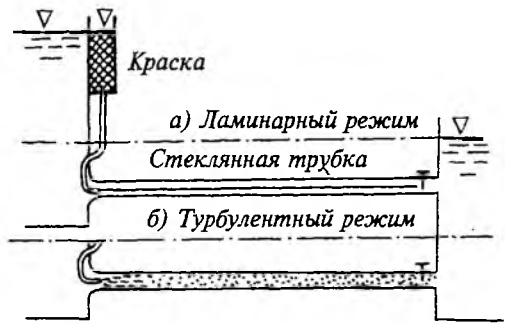 Краска
а) Ламинарный режим
Стеклянная трубка
б) Турбулентный режим